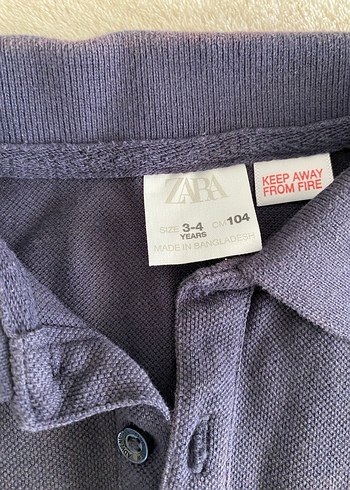 ZARA
SIZE 3-4 YEARS CM 104
MADE IN BANGLADESH
KEEP AWAY
FROM FIRE